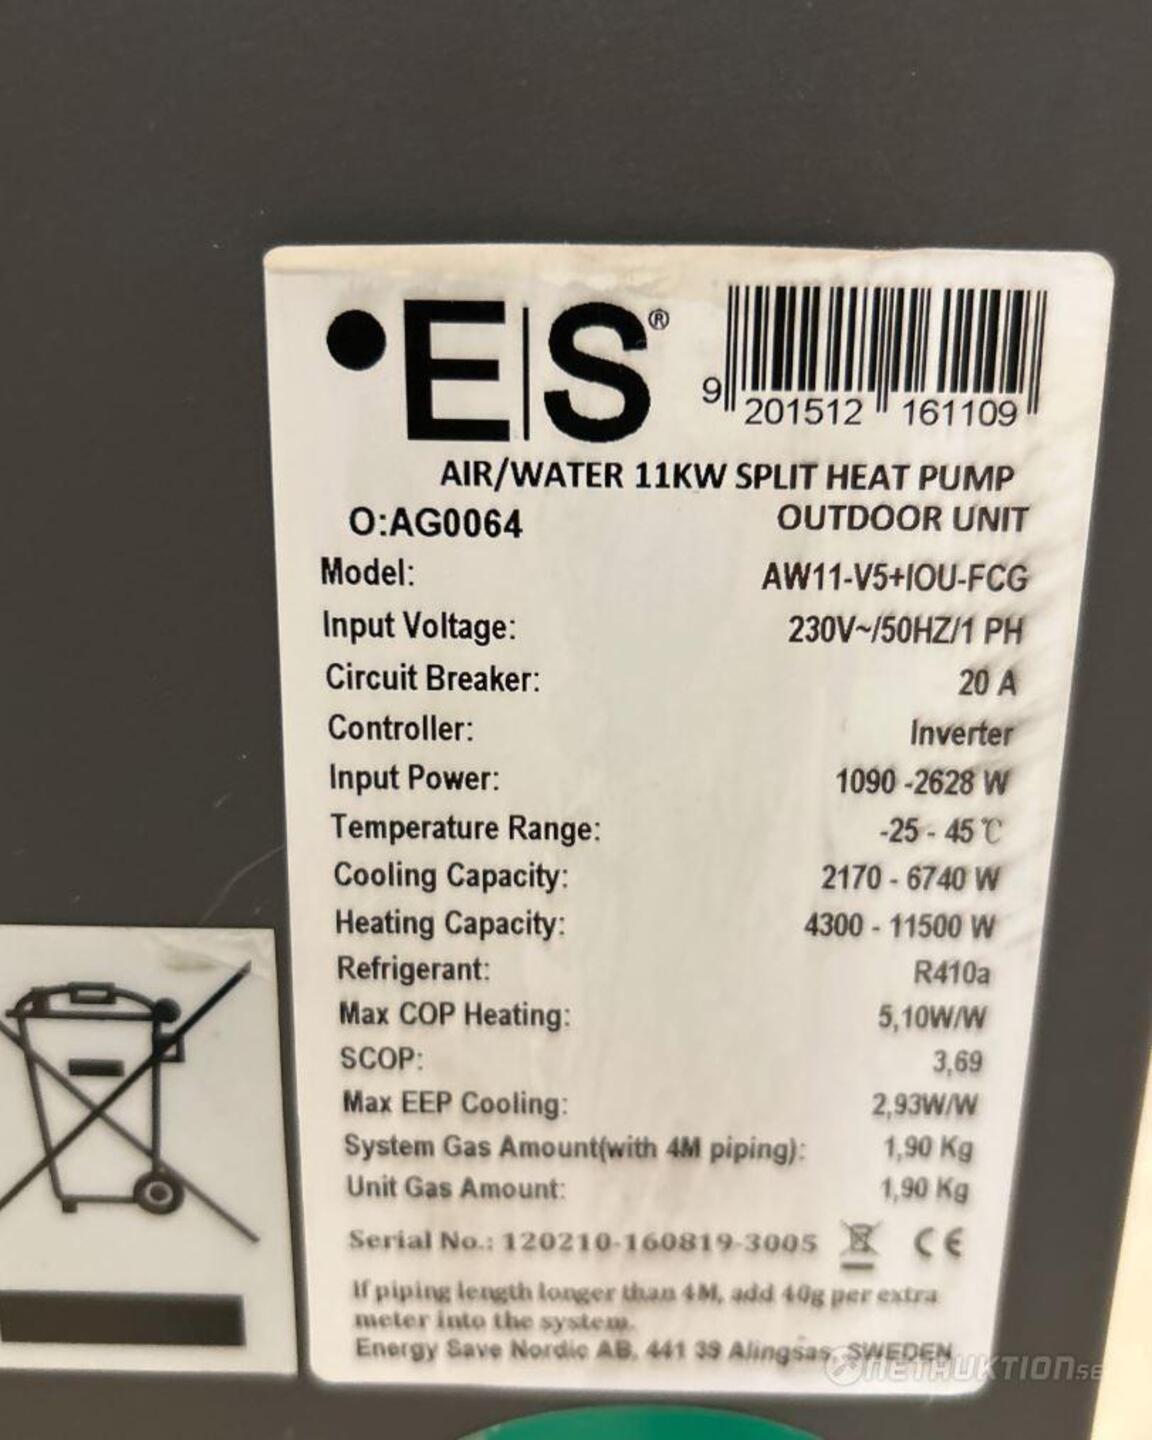 •E|S®
9 201512 161109
AIR/WATER 11KW SPLIT HEAT PUMP
O:AG0064 OUTDOOR UNIT
Model: AW11-V5+IOU-FCG
Input Voltage: 230V~/50HZ/1 PH
Circuit Breaker: 20 A
Controller: Inverter
Input Power: 1090 -2628 W
Temperature Range: -25 - 45 ℃
Cooling Capacity: 2170 - 6740 W
Heating Capacity: 4300 - 11500 W
Refrigerant: R410a
Max COP Heating: 5,10W/W
SCOP: 3,69
Max EEP Cooling: 2,93W/W
System Gas Amount(with 4M piping): 1,90 Kg
Unit Gas Amount: 1,90 Kg
Serial No.: 120210-160819-3005 CE
If piping length longer than 4M, add 40g per extra
meter into the system.
Energy Save Nordic AB, 441 39 Alingsas, SWEDEN
NETAUKTION.SE